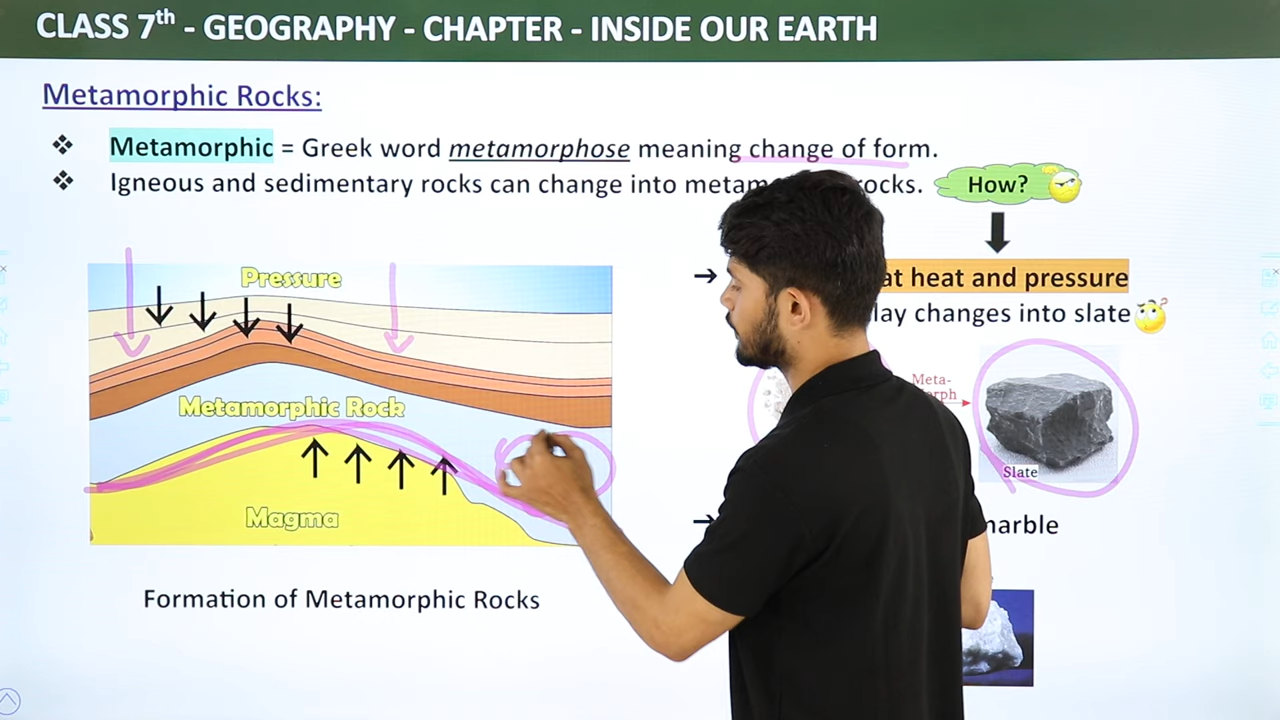 CLASS 7th - GEOGRAPHY - CHAPTER - INSIDE OUR EARTH
Metamorphic Rocks:
❖ Metamorphic = Greek word metamorphose meaning change of form.
❖ Igneous and sedimentary rocks can change into rocks. How?
Pressure
at heat and pressure
changes into slate
Metamorphic Rock
Meta-
Slate
Magma
marble
Formation of Metamorphic Rocks